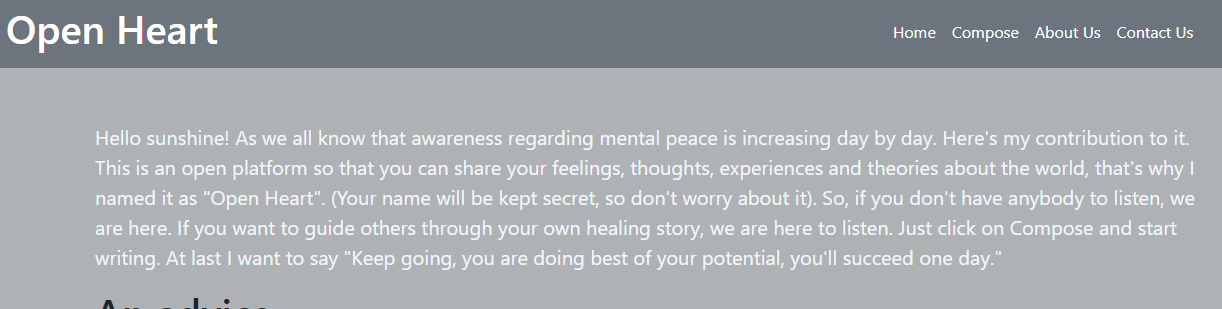 Open Heart
Home Compose About Us Contact Us
Hello sunshine! As we all know that awareness regarding mental peace is increasing day by day. Here's my contribution to it.
This is an open platform so that you can share your feelings, thoughts, experiences and theories about the world, that's why I
named it as "Open Heart". (Your name will be kept secret, so don't worry about it). So, if you don't have anybody to listen, we
are here. If you want to guide others through your own healing story, we are here to listen. Just click on Compose and start
writing. At last I want to say "Keep going, you are doing best of your potential, you'll succeed one day."
An advice